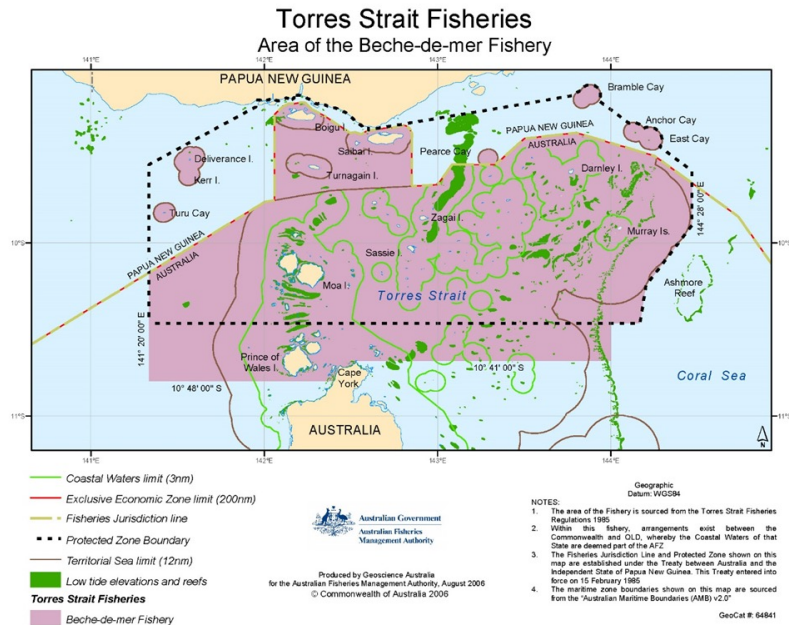 Torres Strait Fisheries
Area of the Beche-de-mer Fishery
141°E
142°E
143°E
144°E
PAPUA NEW GUINEA
Bramble Cay
Anchor Cay
East Cay
Boigu I.
Saibai I.
Pearce Cay
PAPUA NEW GUINEA
AUSTRALIA
Deliverance I.
Kerr I.
Turnagain I.
Darnley I.
Turu Cay
Zagai I.
144° 28' 00" E
10°S
10°S
Murray Is.
PAPUA NEW GUINEA
AUSTRALIA
Sassie I.
Moa I.
Torres Strait
Ashmore
Reef
141° 20' 00" E
Prince of
Wales I.
Cape
York
10° 48' 00" S
10° 41' 00" S
Coral Sea
AUSTRALIA
11°S
11°S
N
141°E
142°E
143°E
144°E
Coastal Waters limit (3nm)
Exclusive Economic Zone limit (200nm)
Fisheries Jurisdiction line
Protected Zone Boundary
Territorial Sea limit (12nm)
Low tide elevations and reefs
Torres Strait Fisheries
Beche-de-mer Fishery
Australian Government
Australian Fisheries
Management Authority
Produced by Geoscience Australia
for the Australian Fisheries Management Authority, August 2006
© Commonwealth of Australia 2006
Geographic
Datum: WGS84
NOTES:
1. The area of the Fishery is sourced from the Torres Strait Fisheries
Regulations 1985
2. Within this fishery, arrangements exist between the
Commonwealth and QLD, whereby the Coastal Waters of that
State are deemed part of the AFZ
3. The Fisheries Jurisdiction Line and Protected Zone shown on this
map are established under the Treaty between Australia and the
Independent State of Papua New Guinea. This Treaty entered into
force on 15 February 1985
4. The maritime zone boundaries shown on this map are sourced
from the "Australian Maritime Boundaries (AMB) v2.0"
GeoCat #: 64841